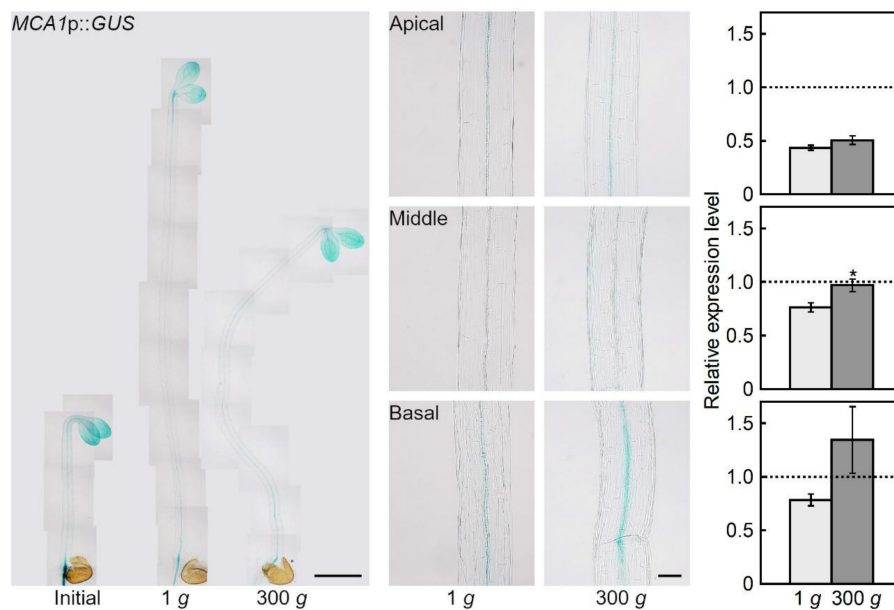 MCA1p::GUS
Initial
1 g
300 g
Apical
Middle
Basal
1 g
300 g
Relative expression level
1.5
1.0
0.5
0
1.5
*
1.0
0.5
0
1.5
1.0
0.5
0
1 g
300 g